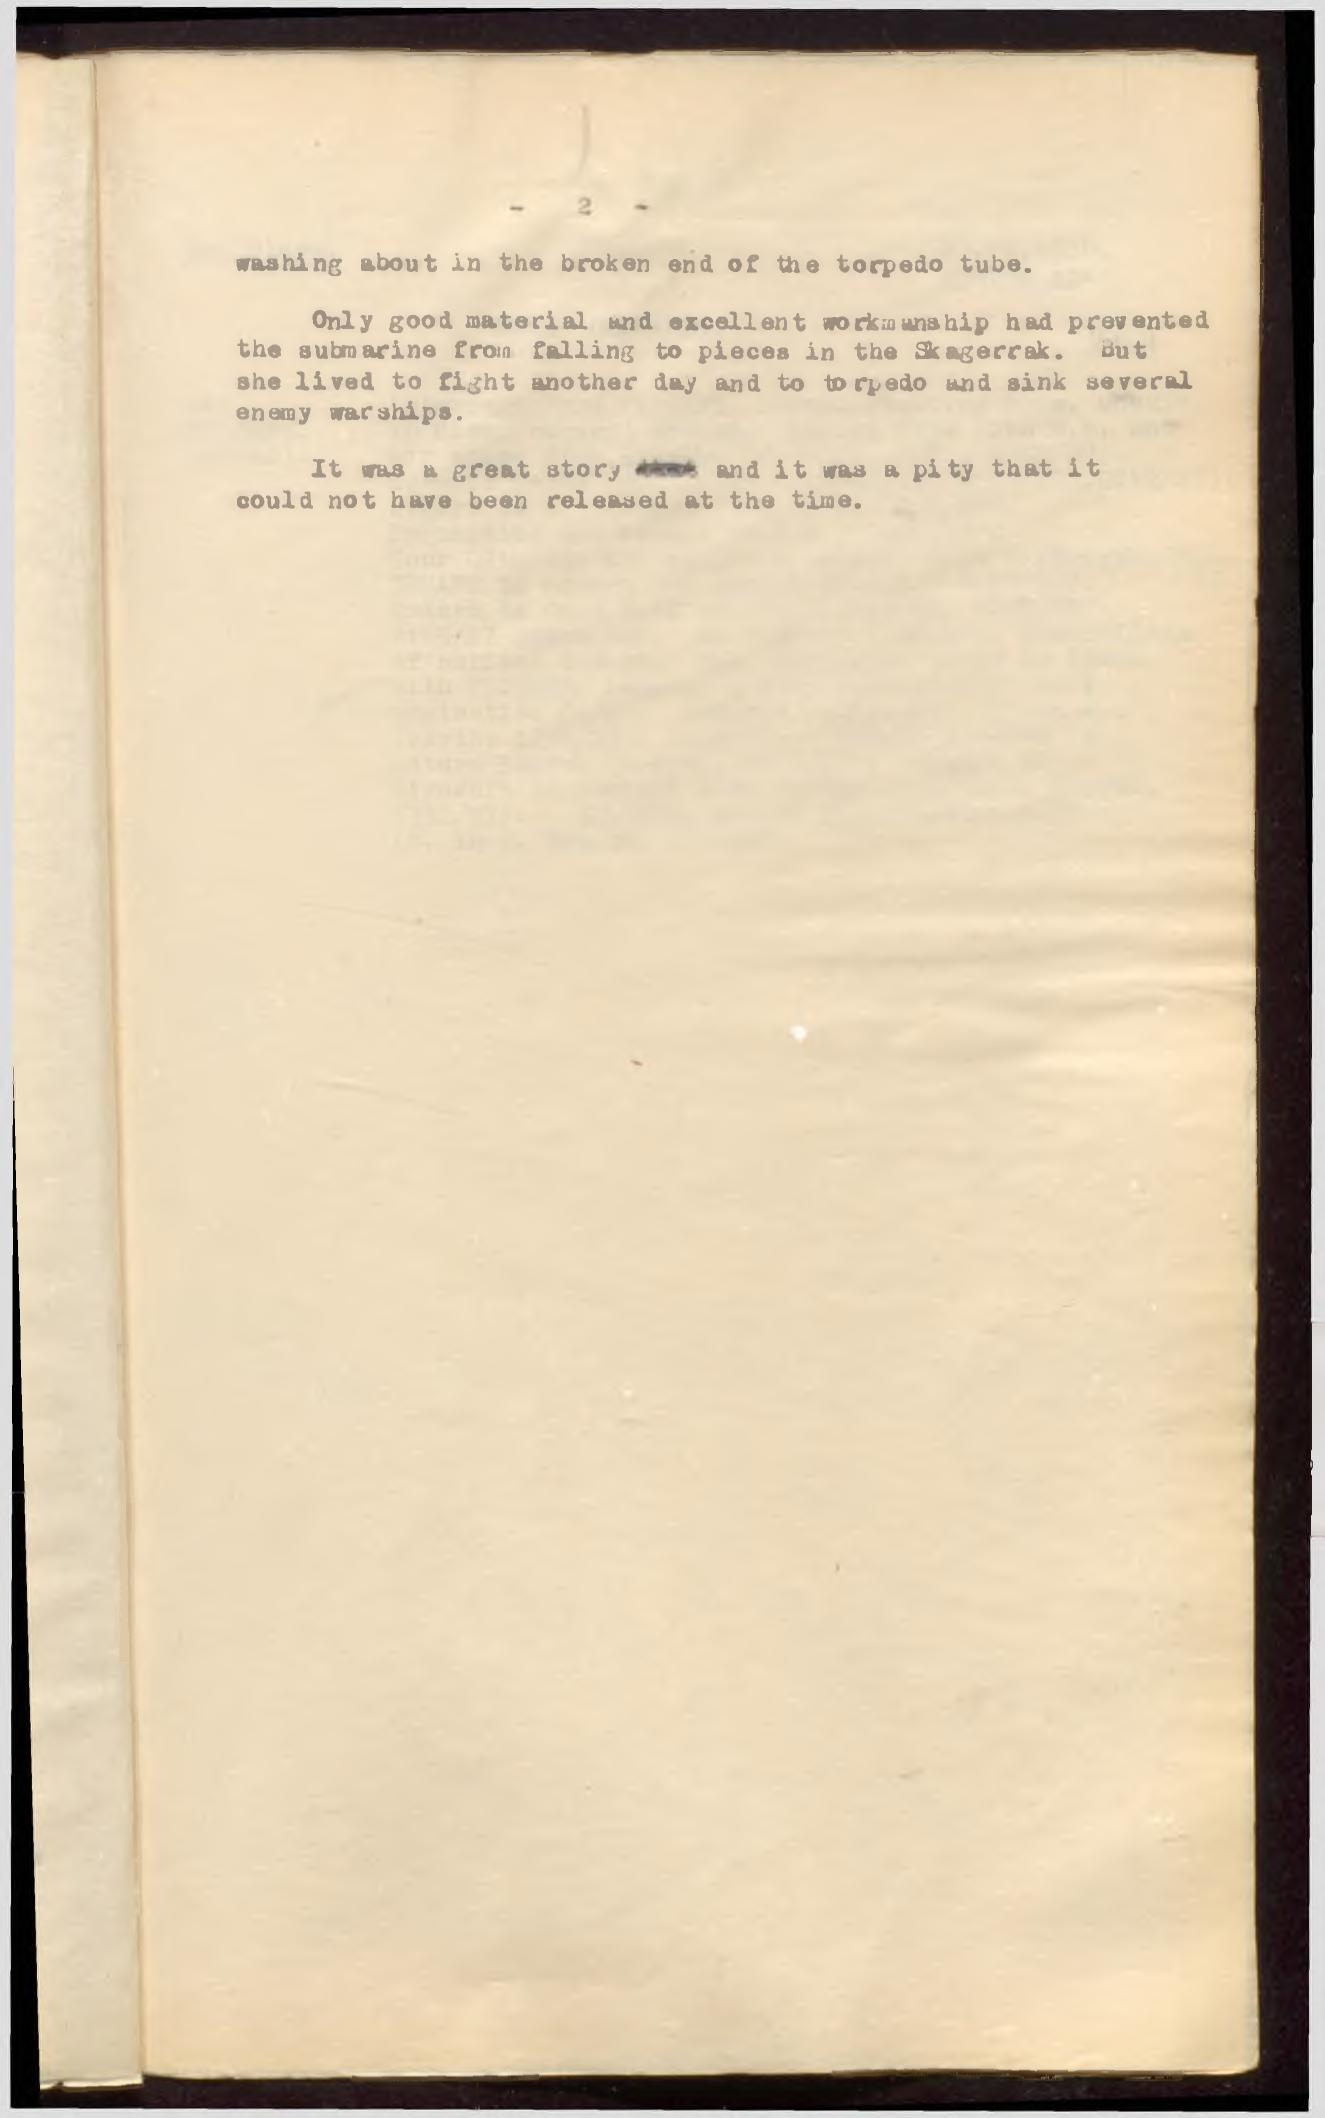 - 2 -
washing about in the broken end of the torpedo tube.
Only good material and excellent workmanship had prevented
the submarine from falling to pieces in the Skagerrak. But
she lived to fight another day and to torpedo and sink several
enemy warships.
It was a great story and it was a pity that it
could not have been released at the time.